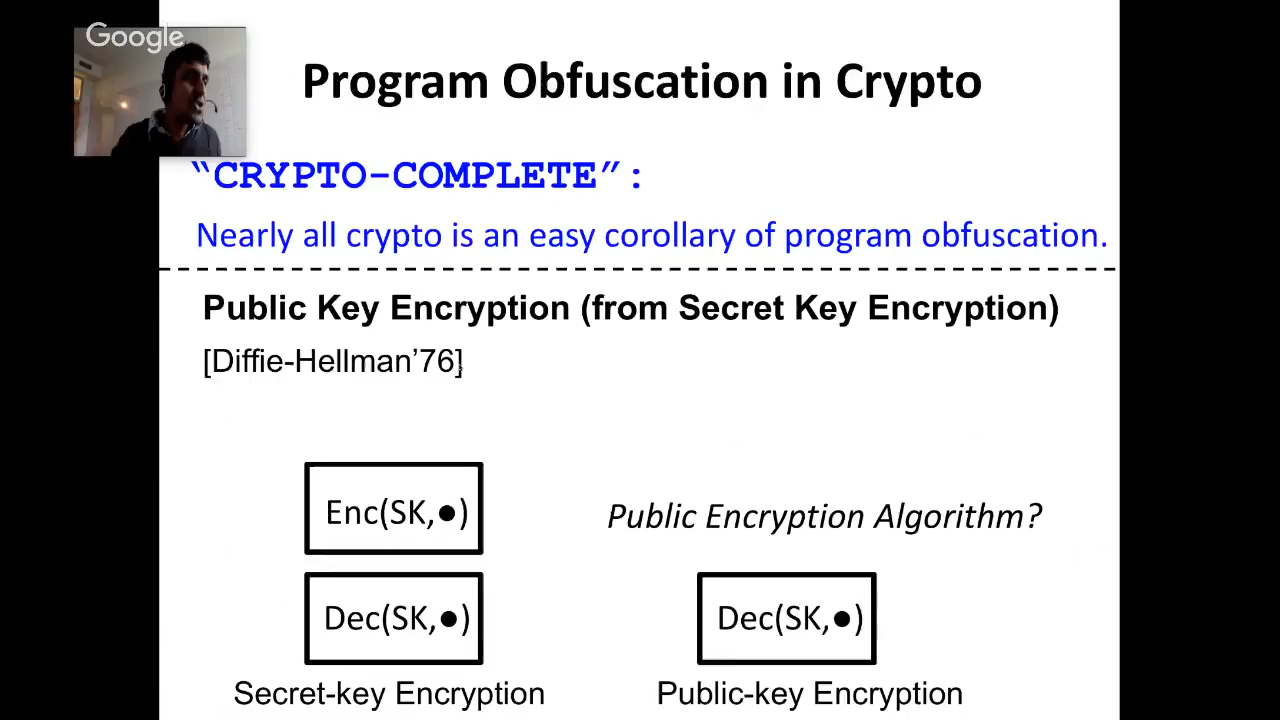 Google
Program Obfuscation in Crypto
“CRYPTO-COMPLETE”:
Nearly all crypto is an easy corollary of program obfuscation.
Public Key Encryption (from Secret Key Encryption)
[Diffie-Hellman’76]
Enc(SK,●)
Public Encryption Algorithm?
Dec(SK,●)
Dec(SK,●)
Secret-key Encryption
Public-key Encryption